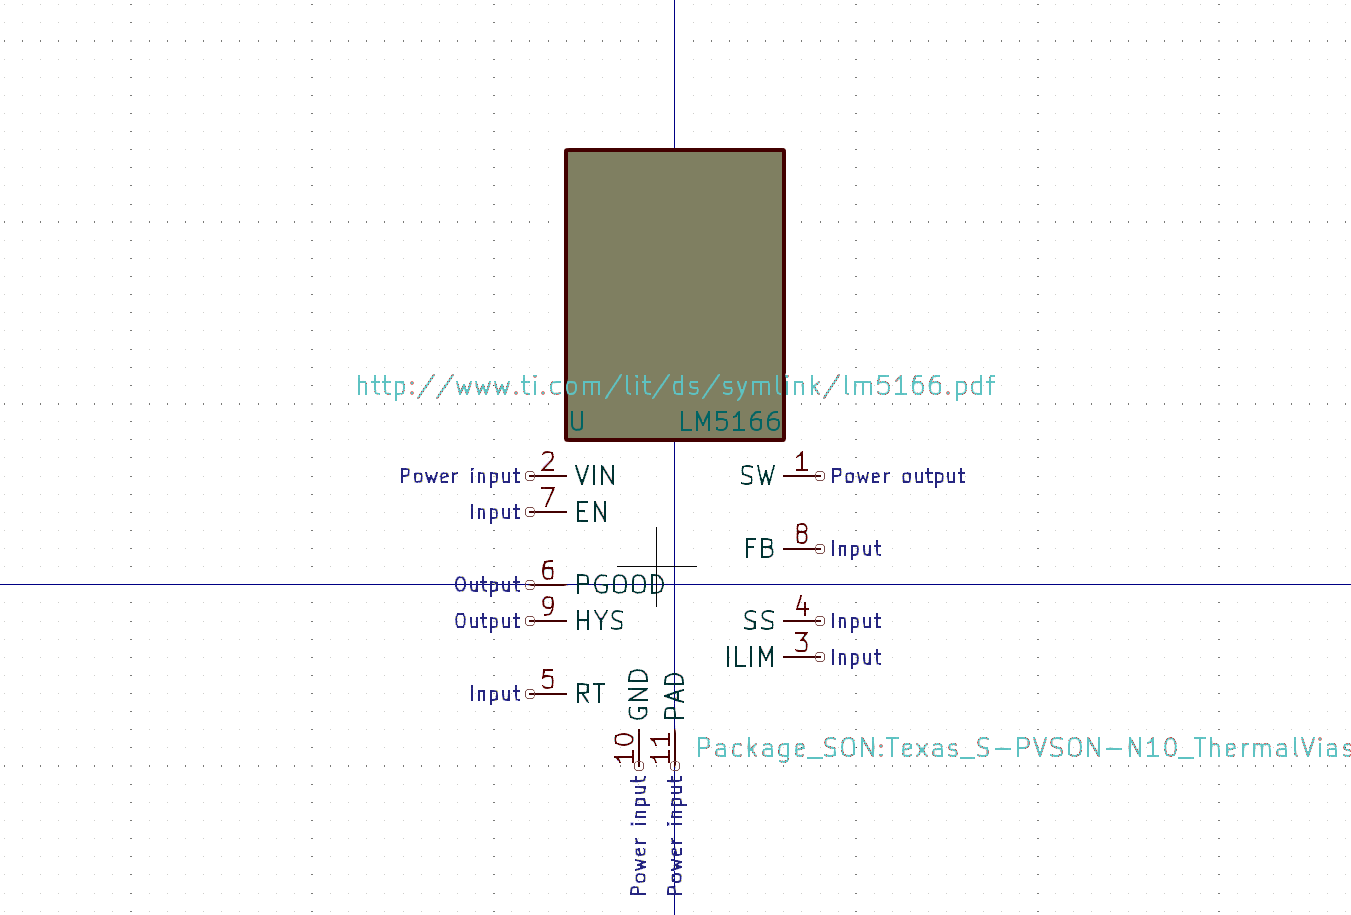 http://www.ti.com/lit/ds/symlink/lm5166.pdf
U LM5166
Power input 2 VIN SW 1 Power output
Input 7 EN
FB 8 Input
Output 6 PGOOD
Output 9 HYS SS 4 Input
ILIM 3 Input
Input 5 RT
GND 10 Power input
PAD 11 Power input
Package_SON:Texas_S-PVSON-N10_ThermalVias